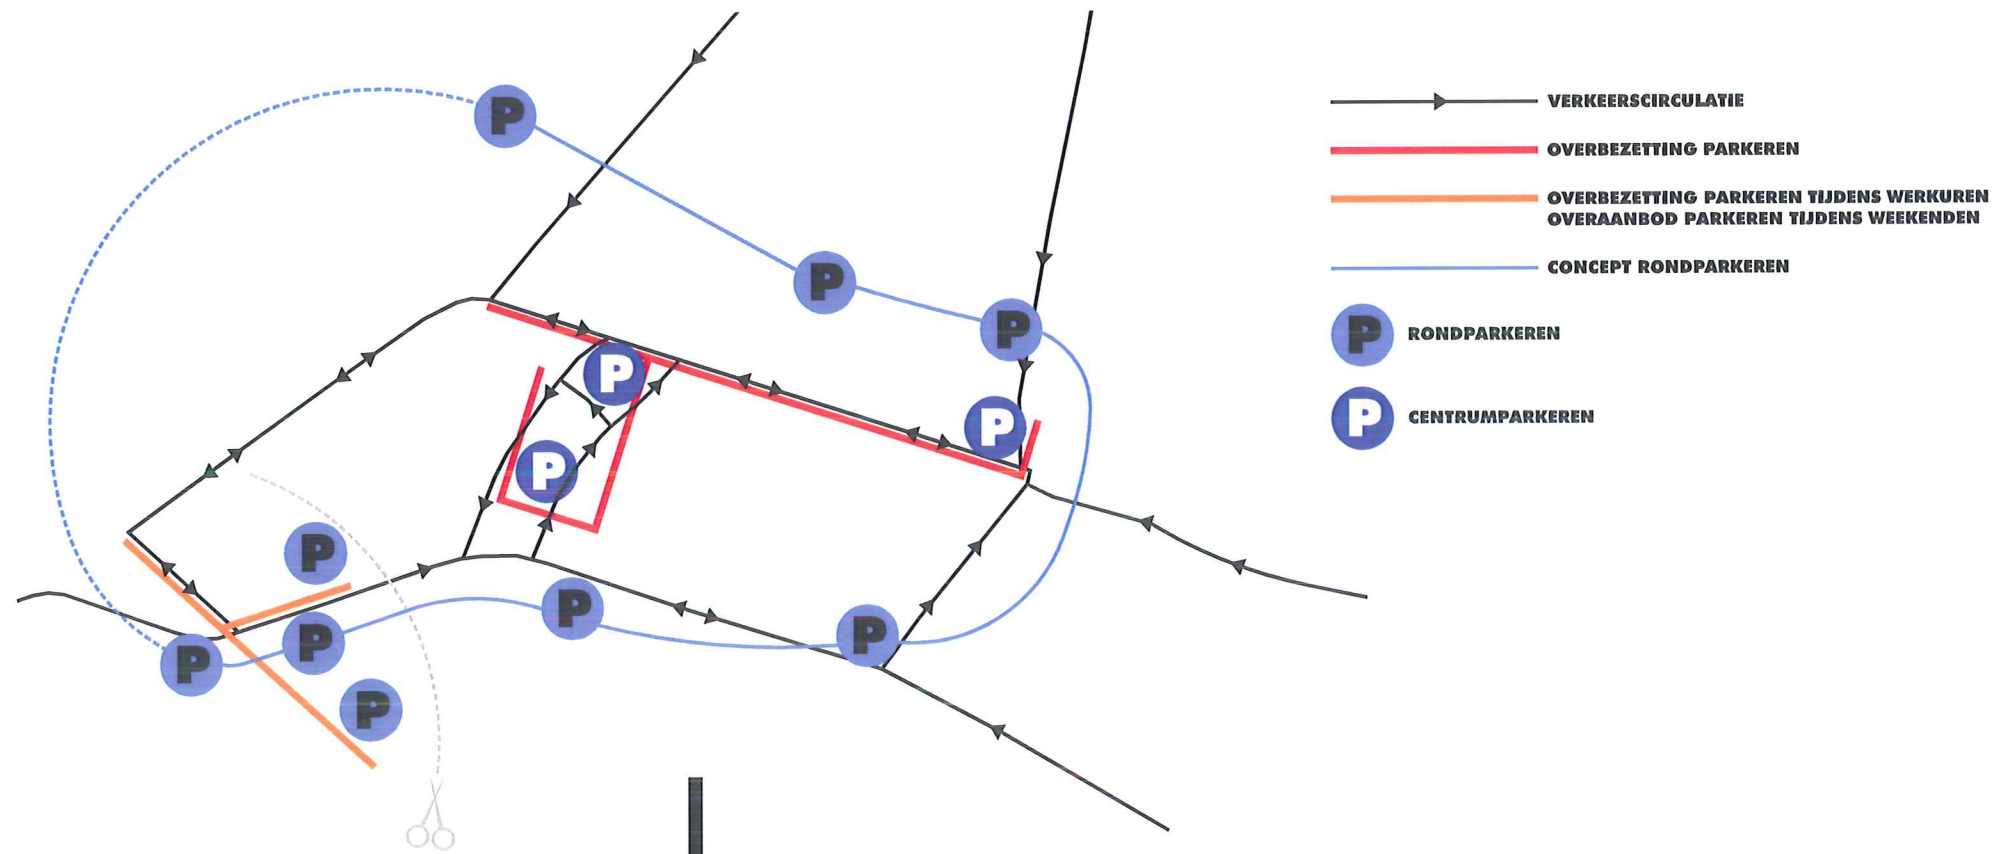 P
P
P
P
P
P
P
P
P
P
P
P
P
VERKEERSCIRCULATIE
OVERBEZETTING PARKEREN
OVERBEZETTING PARKEREN TIJDENS WERKUREN
OVERAANBOD PARKEREN TIJDENS WEEKENDEN
CONCEPT RONDPARKEREN
P RONDPARKEREN
P CENTRUMPARKEREN